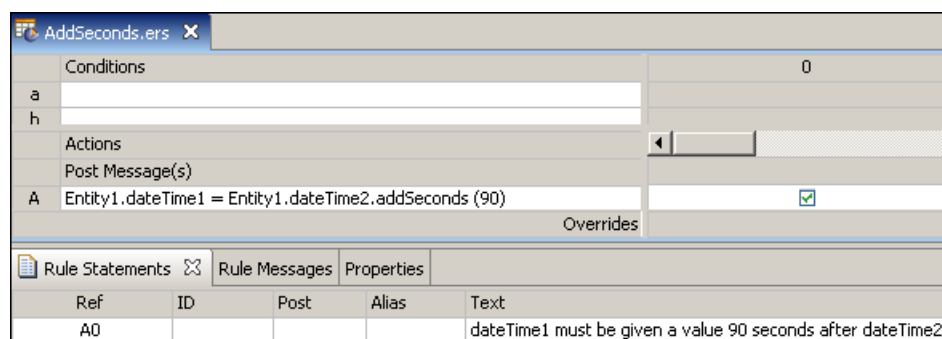 AddSeconds.ers
Conditions 0
a
h
Actions
Post Message(s)
A Entity1.dateTime1 = Entity1.dateTime2.addSeconds (90)
Overrides
Rule Statements Rule Messages Properties
Ref ID Post Alias Text
A0 dateTime1 must be given a value 90 seconds after dateTime2